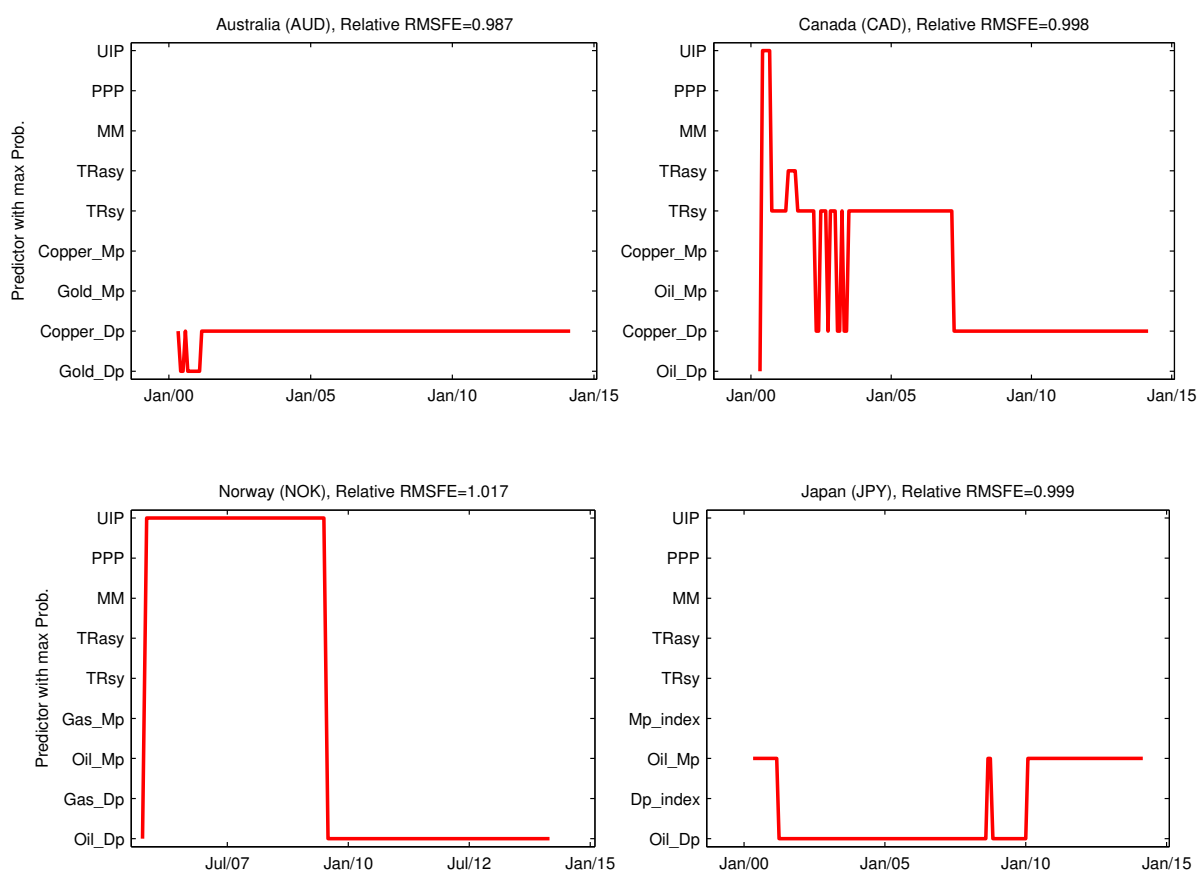 Australia (AUD), Relative RMSFE=0.987
Predictor with max Prob.
UIP
PPP
MM
TRasy
TRsy
Copper_Mp
Gold_Mp
Copper_Dp
Gold_Dp
Jan/00 Jan/05 Jan/10 Jan/15
Canada (CAD), Relative RMSFE=0.998
UIP
PPP
MM
TRasy
TRsy
Copper_Mp
Oil_Mp
Copper_Dp
Oil_Dp
Jan/00 Jan/05 Jan/10 Jan/15
Norway (NOK), Relative RMSFE=1.017
Predictor with max Prob.
UIP
PPP
MM
TRasy
TRsy
Gas_Mp
Oil_Mp
Gas_Dp
Oil_Dp
Jul/07 Jan/10 Jul/12 Jan/15
Japan (JPY), Relative RMSFE=0.999
UIP
PPP
MM
TRasy
TRsy
Mp_index
Oil_Mp
Dp_index
Oil_Dp
Jan/00 Jan/05 Jan/10 Jan/15